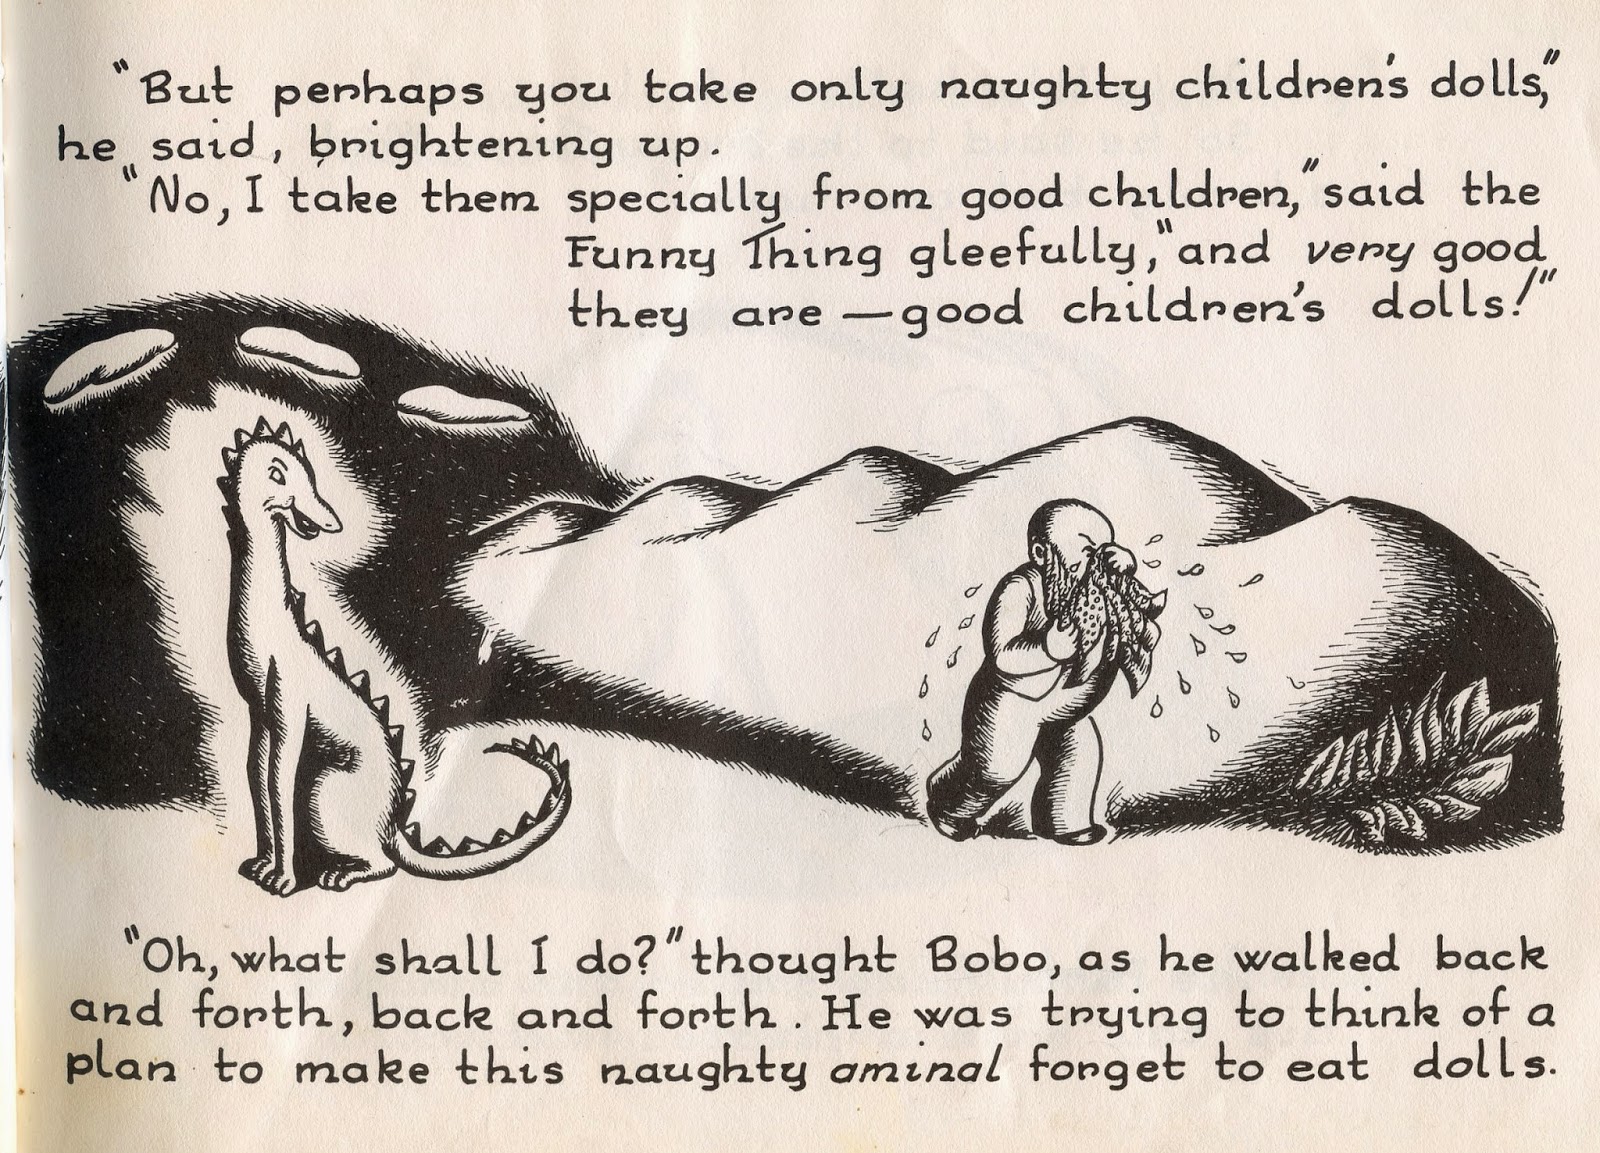 "But perhaps you take only naughty children's dolls,"
he said, brightening up.
"No, I take them specially from good children," said the
Funny Thing gleefully, "and very good
they are — good children's dolls!"
"Oh, what shall I do?" thought Bobo, as he walked back
and forth, back and forth. He was trying to think of a
plan to make this naughty aminal forget to eat dolls.